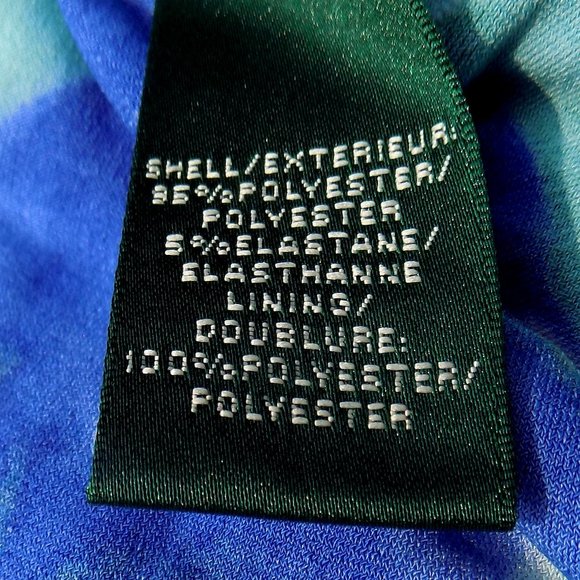 SHELL/EXTERIEUR:
95%POLYESTER/
POLYESTER
5%ELASTANE/
ELASTHANNE
LINING/
DOUBLURE:
100%POLYESTER/
POLYESTER